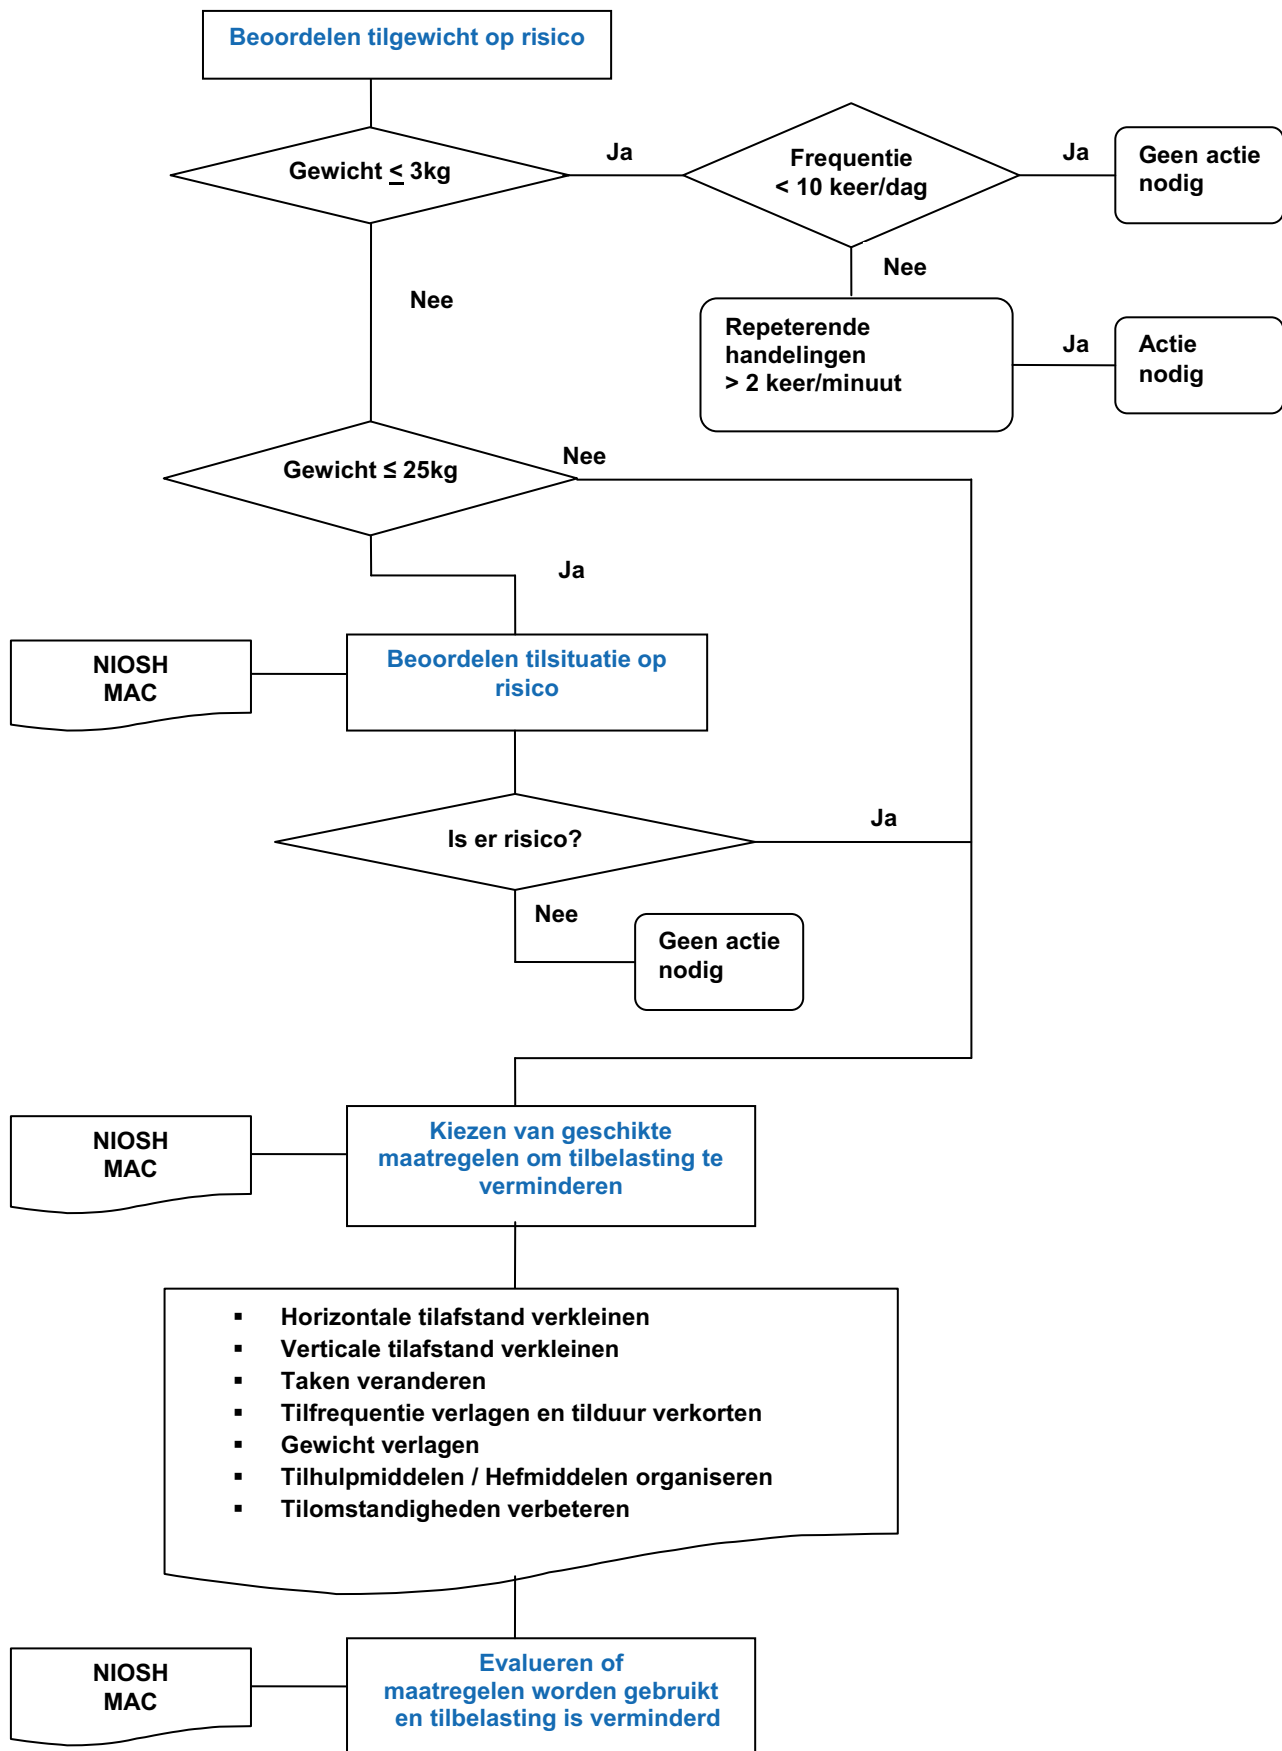 Beoordelen tilgewicht op risico
Gewicht ≤ 3kg
Ja
Frequentie
< 10 keer/dag
Ja
Geen actie
nodig
Nee
Nee
Repeterende
handelingen
> 2 keer/minuut
Ja
Actie
nodig
Gewicht ≤ 25kg
Nee
Ja
NIOSH
MAC
Beoordelen tilsituatie op
risico
Is er risico?
Ja
Nee
Geen actie
nodig
NIOSH
MAC
Kiezen van geschikte
maatregelen om tilbelasting te
verminderen
▪ Horizontale tilafstand verkleinen
▪ Verticale tilafstand verkleinen
▪ Taken veranderen
▪ Tilfrequentie verlagen en tilduur verkorten
▪ Gewicht verlagen
▪ Tilhulpmiddelen / Hefmiddelen organiseren
▪ Tilomstandigheden verbeteren
NIOSH
MAC
Evalueren of
maatregelen worden gebruikt
en tilbelasting is verminderd